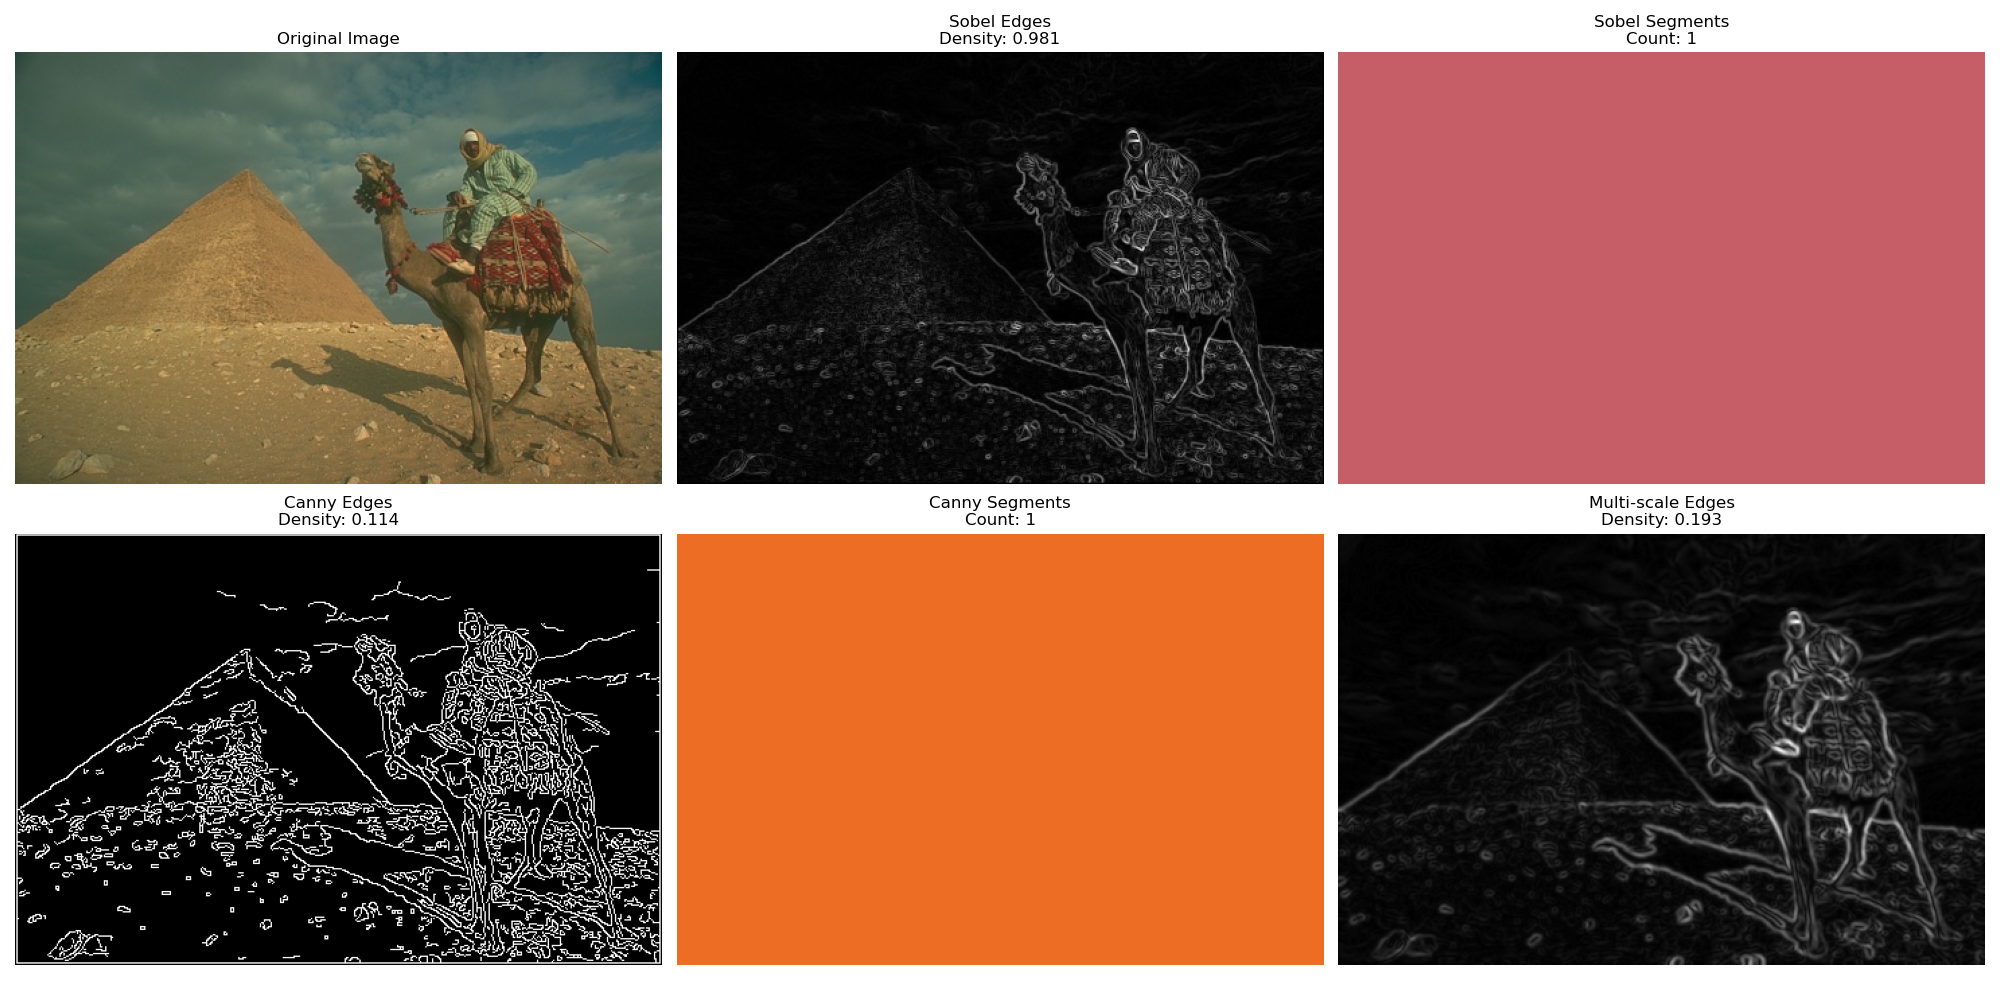 Original Image
Sobel Edges
Density: 0.981
Sobel Segments
Count: 1
Canny Edges
Density: 0.114
Canny Segments
Count: 1
Multi-scale Edges
Density: 0.193